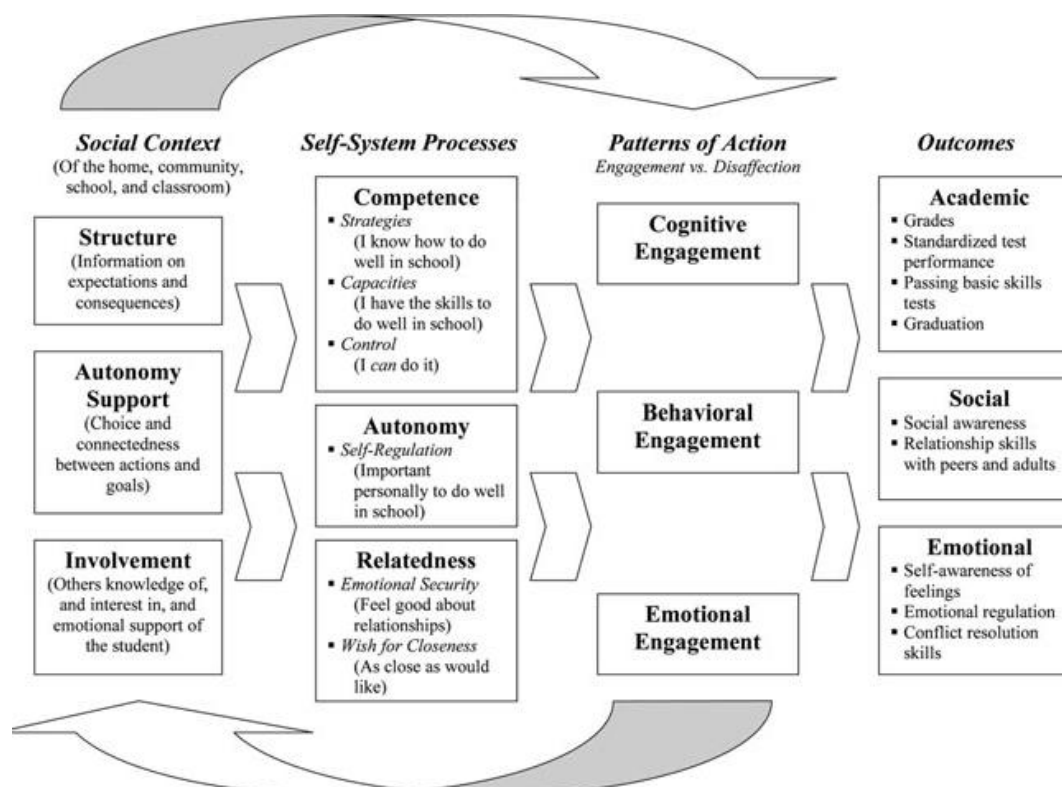 Social Context
(Of the home, community,
school, and classroom)
Structure
(Information on
expectations and
consequences)
Autonomy
Support
(Choice and
connectedness
between actions and
goals)
Involvement
(Others knowledge of,
and interest in, and
emotional support of
the student)
Self-System Processes
Competence
▪ Strategies
(I know how to do
well in school)
▪ Capacities
(I have the skills to
do well in school)
▪ Control
(I can do it)
Autonomy
▪ Self-Regulation
(Important
personally to do well
in school)
Relatedness
▪ Emotional Security
(Feel good about
relationships)
▪ Wish for Closeness
(As close as would
like)
Patterns of Action
Engagement vs. Disaffection
Cognitive
Engagement
Behavioral
Engagement
Emotional
Engagement
Outcomes
Academic
▪ Grades
▪ Standardized test
performance
▪ Passing basic skills
tests
▪ Graduation
Social
▪ Social awareness
▪ Relationship skills
with peers and adults
Emotional
▪ Self-awareness of
feelings
▪ Emotional regulation
▪ Conflict resolution
skills